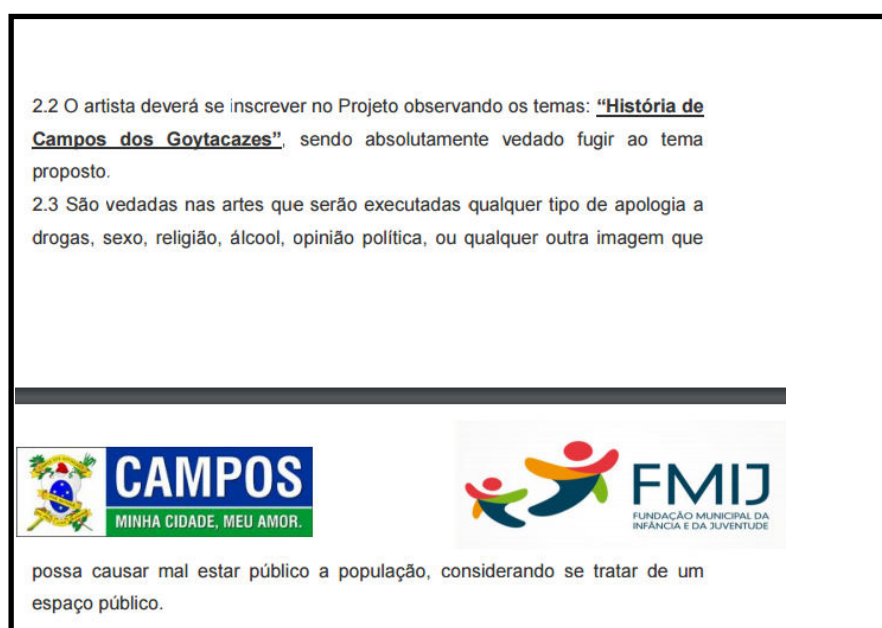 2.2 O artista deverá se inscrever no Projeto observando os temas: “História de
Campos dos Goytacazes”, sendo absolutamente vedado fugir ao tema
proposto.
2.3 São vedadas nas artes que serão executadas qualquer tipo de apologia a
drogas, sexo, religião, álcool, opinião política, ou qualquer outra imagem que
CAMPOS
MINHA CIDADE, MEU AMOR.
FMIJ
FUNDAÇÃO MUNICIPAL DA
INFÂNCIA E DA JUVENTUDE
possa causar mal estar público a população, considerando se tratar de um
espaço público.